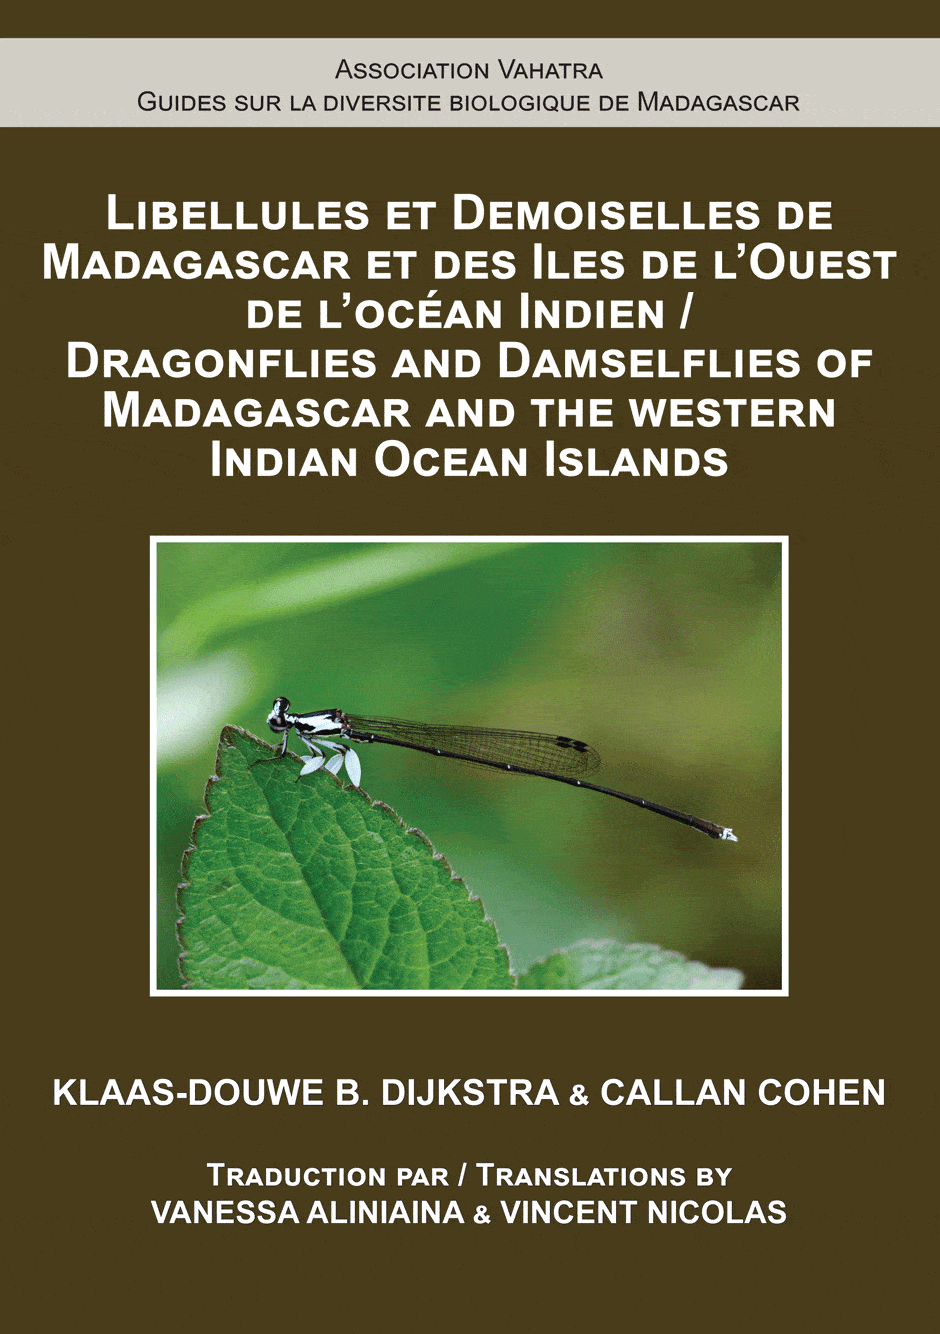 Association Vahatra
Guides sur la diversite biologique de Madagascar
Libellules et Demoiselles de
Madagascar et des Iles de l’Ouest
de l’océan Indien /
Dragonflies and Damselflies of
Madagascar and the western
Indian Ocean Islands
KLAAS-DOUWE B. DIJKSTRA & CALLAN COHEN
Traduction par / Translations by
VANESSA ALINIAINA & VINCENT NICOLAS